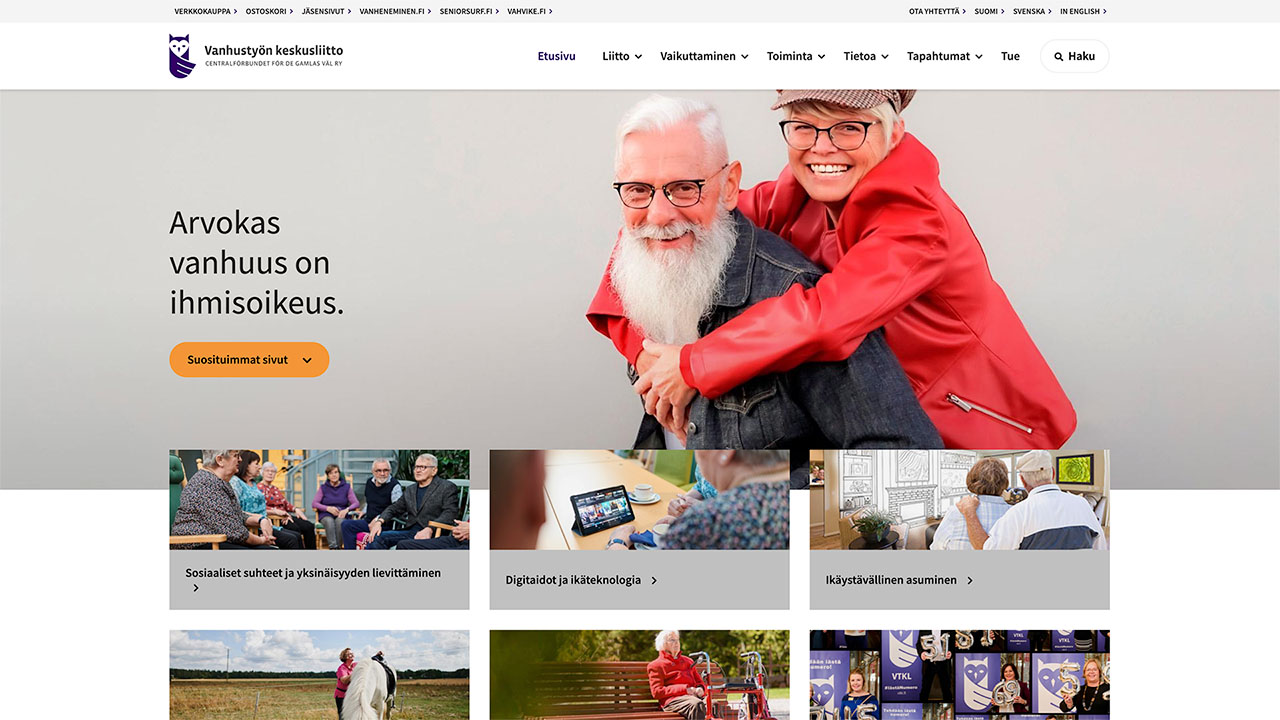 VERKKOKAUPPA OSTOSKORI JÄSENSIVUT VANHENEMINEN.FI SENIORSURF.FI VAHVIKE.FI OTA YHTEYTTÄ SUOMI SVENSKA IN ENGLISH
Vanhustyön keskusliitto
CENTRALFÖRBUNDET FÖR DE GAMLAS VÄL RY
Etusivu Liitto Vaikuttaminen Toiminta Tietoa Tapahtumat Tue Haku
Arvokas
vanhuus on
ihmisoikeus.
Suosituimmat sivut
Sosiaaliset suhteet ja yksinäisyyden lievittäminen
Digitaidot ja ikäteknologia
Ikäystävällinen asuminen
VTKL
VTKL